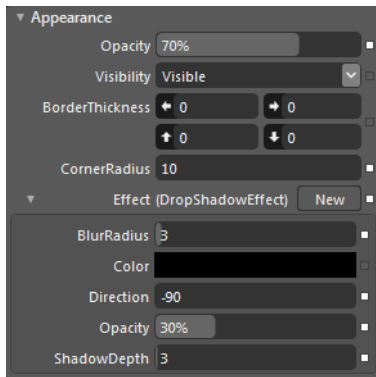 Appearance
Opacity 70%
Visibility Visible
BorderThickness 0 0
0 0
CornerRadius 10
Effect (DropShadowEffect) New
BlurRadius 3
Color
Direction -90
Opacity 30%
ShadowDepth 3